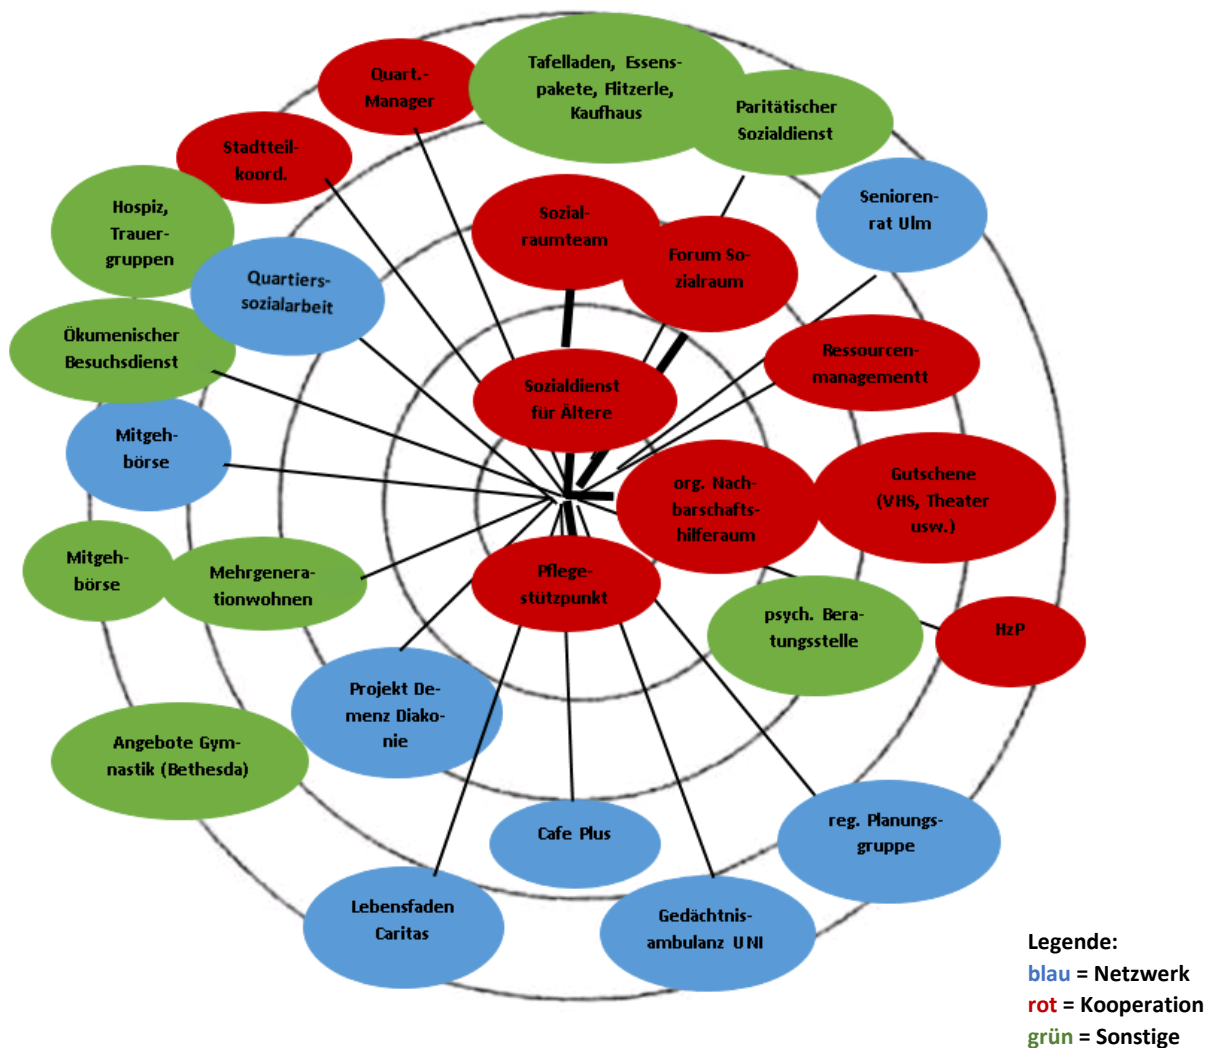 Tafelladen, Essens-
pakete, Flitzerle,
Kaufhaus
Quart.-
Manager
Paritätischer
Sozialdienst
Stadtteil-
koord.
Senioren-
rat Ulm
Hospiz,
Trauer-
gruppen
Sozial-
raumteam
Forum So-
zialraum
Quartiers-
sozialarbeit
Ökumenischer
Besuchsdienst
Ressourcen-
managementt
Sozialdienst
für Ältere
Mitgeh-
börse
org. Nach-
barschafts-
hilferaum
Gutschene
(VHS, Theater
usw.)
Mitgeh-
börse
Mehrgenera-
tionwohnen
Pflege-
stützpunkt
psych. Bera-
tungsstelle
HzP
Projekt De-
menz Diako-
nie
Angebote Gym-
nastik (Bethesda)
Cafe Plus
reg. Planungs-
gruppe
Lebensfaden
Caritas
Gedächtnis-
ambulanz UNI
Legende:
blau = Netzwerk
rot = Kooperation
grün = Sonstige